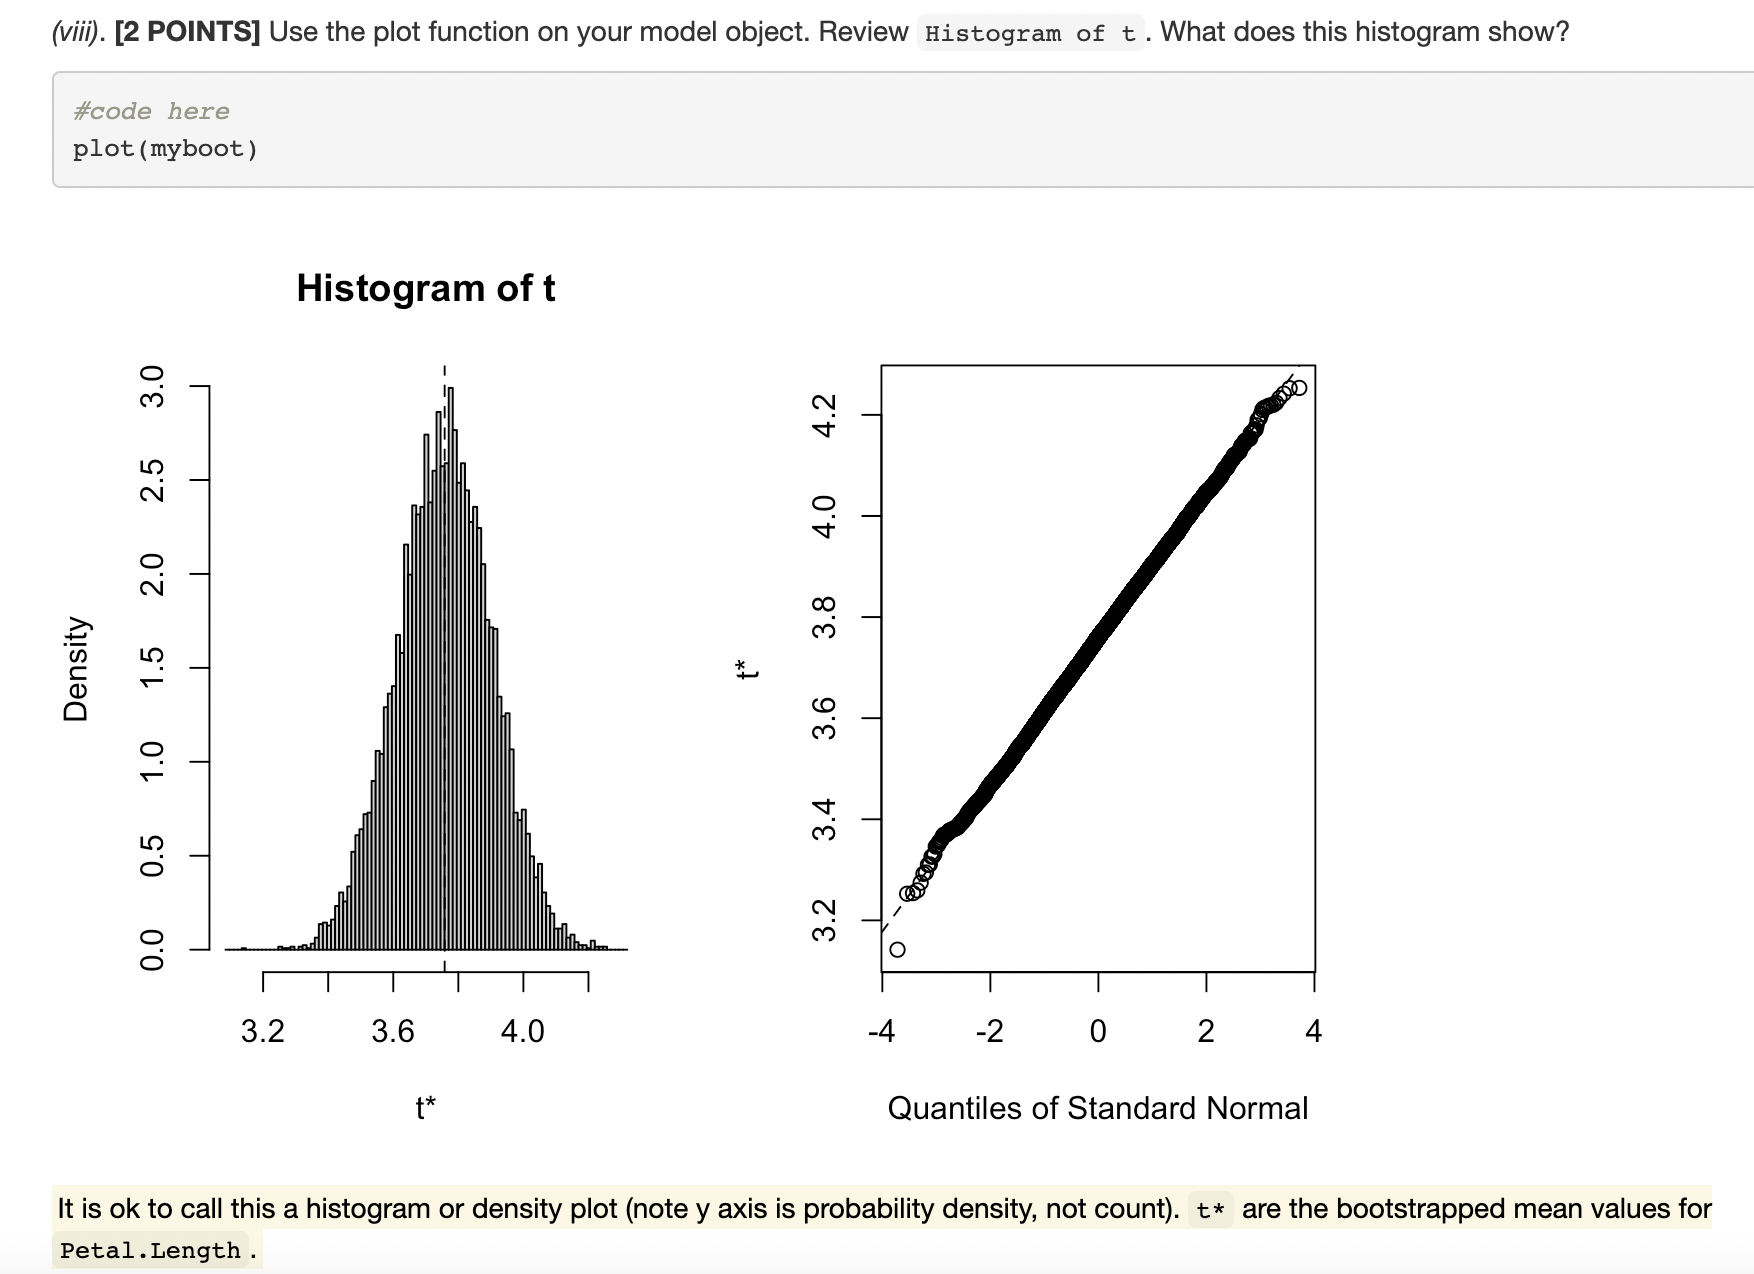 (viii). [2 POINTS] Use the plot function on your model object. Review Histogram of t. What does this histogram show?
#code here
plot(myboot)
Histogram of t
Density
0.0 0.5 1.0 1.5 2.0 2.5 3.0
3.2 3.6 4.0
t*
t*
3.2 3.4 3.6 3.8 4.0 4.2
-4 -2 0 2 4
Quantiles of Standard Normal
It is ok to call this a histogram or density plot (note y axis is probability density, not count). t* are the bootstrapped mean values for
Petal.Length.